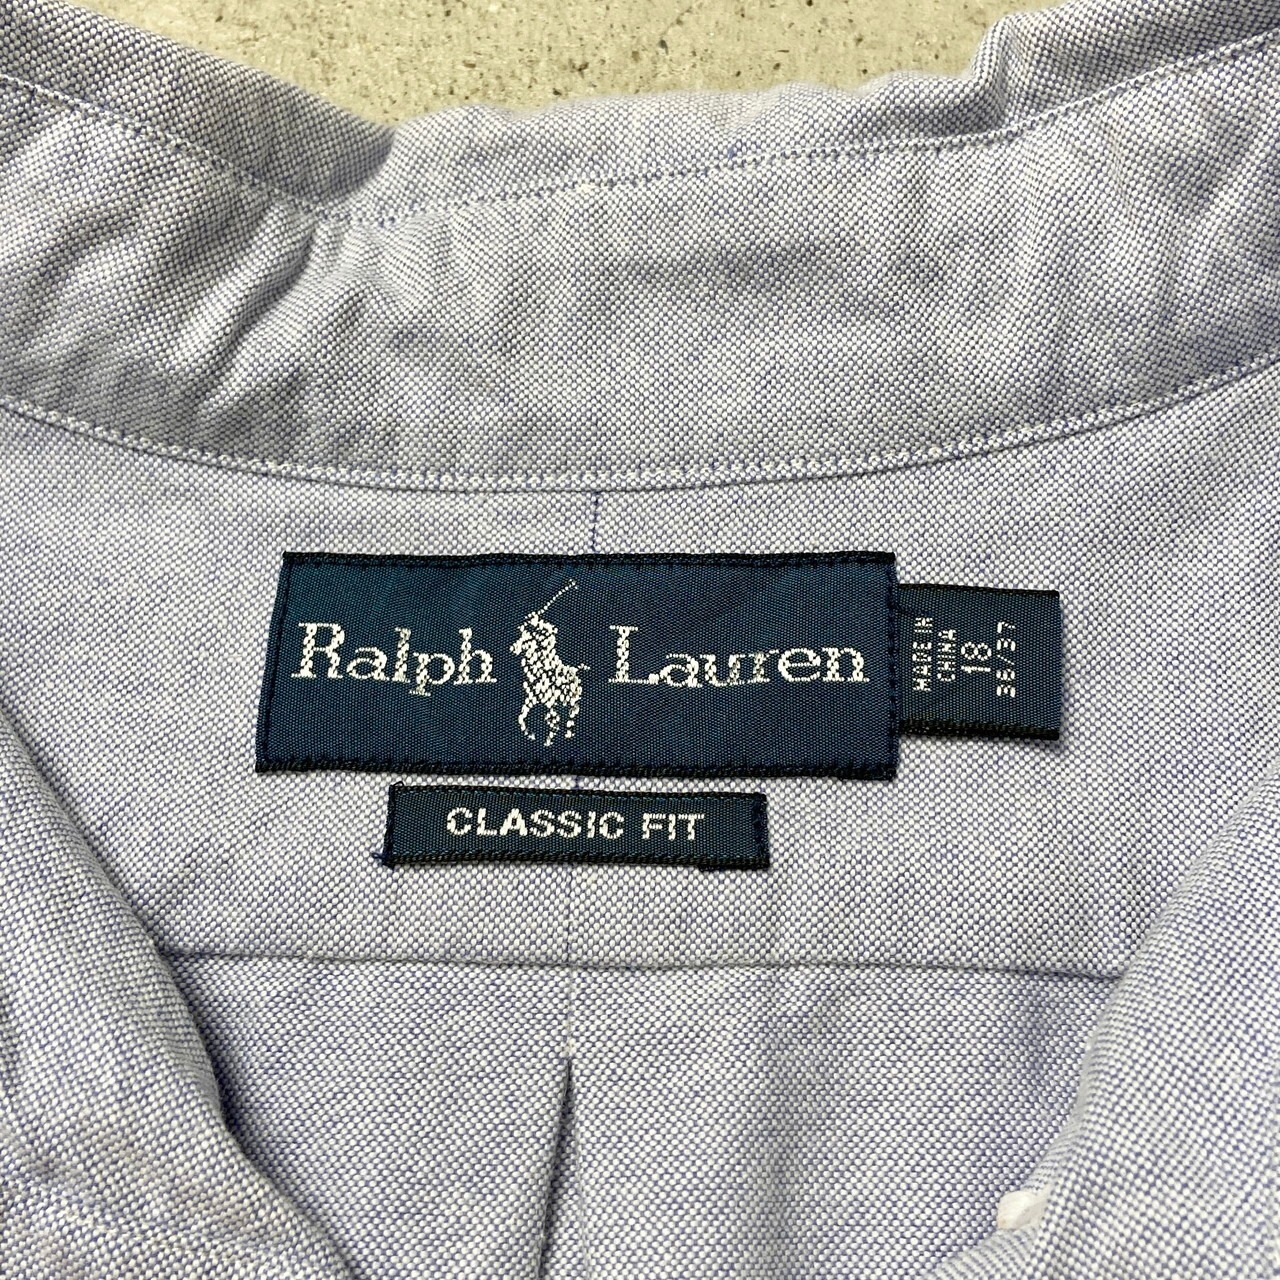 Ralph Lauren
CLASSIC FIT
MADE IN
CHINA
18
36/37